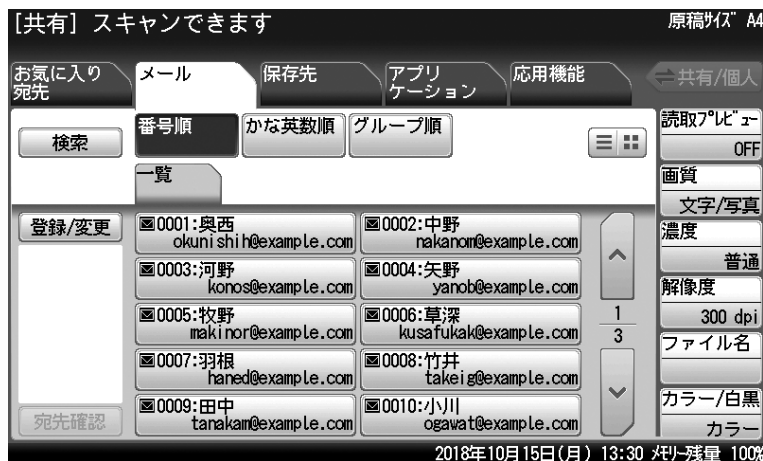 [共有] スキャンできます
原稿ｻｲｽﾞ A4
お気に入り
宛先
メール
保存先
アプリ
ケーション
応用機能
共有/個人
検索
番号順
かな英数順
グループ順
読取ﾌﾟﾚﾋﾞｭｰ
OFF
一覧
画質
文字/写真
登録/変更
0001:奥西
okunishih@example.com
0002:中野
nakanom@example.com
濃度
普通
0003:河野
konos@example.com
0004:矢野
yanob@example.com
解像度
300 dpi
0005:牧野
makinor@example.com
0006:草深
kusafukak@example.com
1
3
ファイル名
0007:羽根
haned@example.com
0008:竹井
takeig@example.com
カラー/白黒
カラー
0009:田中
tanakam@example.com
0010:小川
ogawat@example.com
宛先確認
2018年10月15日(月) 13:30 ﾒﾓﾘｰ残量 100%